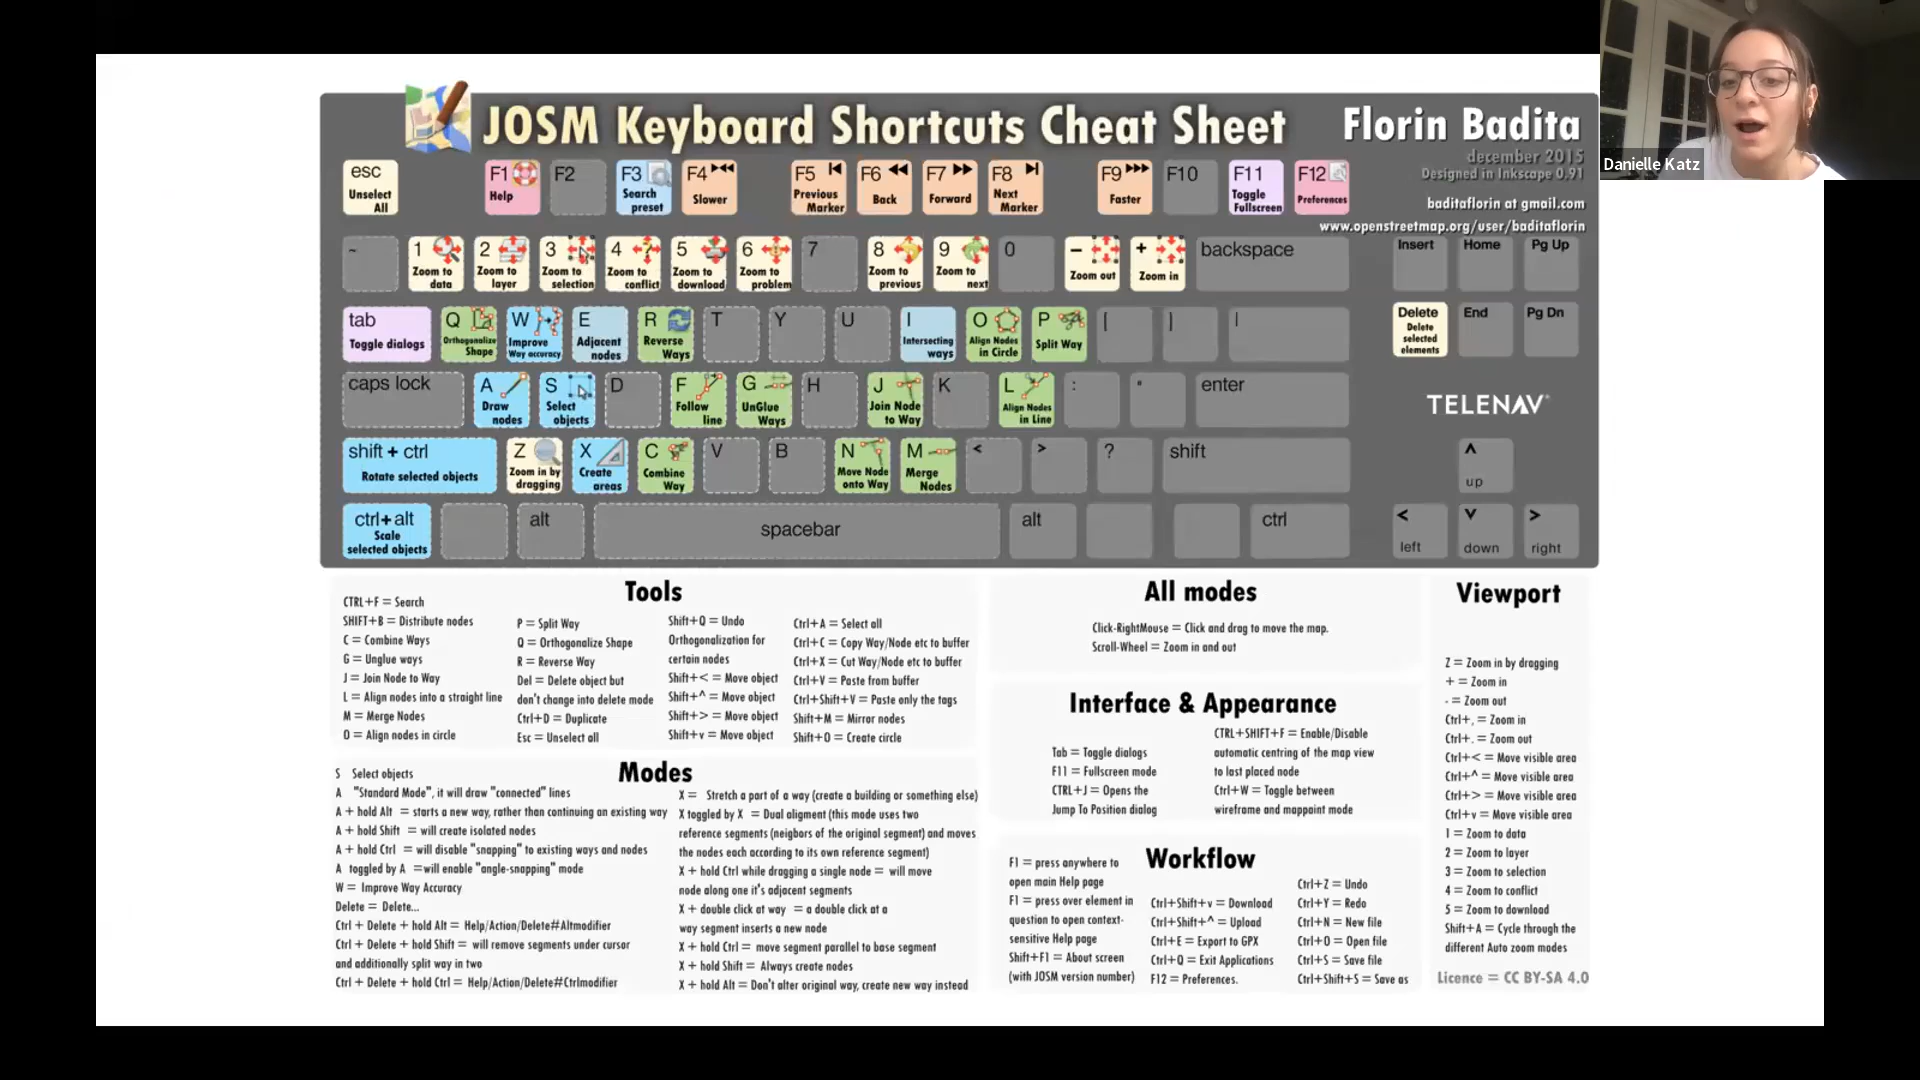 JOSM Keyboard Shortcuts Cheat Sheet
Florin Badita
december 2015
Designed in Inkscape 0.91
baditaflorin at gmail.com
www.openstreetmap.org/user/baditaflorin
Danielle Katz
esc
Unselect
All
F1
Help
F2
F3
Search
preset
F4
Slower
F5
Previous
Marker
F6
Back
F7
Forward
F8
Next
Marker
F9
Faster
F10
F11
Toggle
Fullscreen
F12
Preferences
~
1
Zoom to
data
2
Zoom to
layer
3
Zoom to
selection
4
Zoom to
conflict
5
Zoom to
download
6
Zoom to
problem
7
8
Zoom to
previous
9
Zoom to
next
0
-
Zoom out
+
Zoom in
backspace
Insert
Home
Pg Up
tab
Toggle dialogs
Q
Orthogonalize
Shape
W
Improve
Way accuracy
E
Adjacent
nodes
R
Reverse
Ways
T
Y
U
I
Intersecting
ways
O
Align Nodes
in Circle
P
Split Way
[
]
|
Delete
Delete
selected
elements
End
Pg Dn
caps lock
A
Draw
nodes
S
Select
objects
D
F
Follow
line
G
UnGlue
Ways
H
J
Join Node
to Way
K
L
Align Nodes
in Line
:
"
enter
TELENAV
shift + ctrl
Rotate selected objects
Z
Zoom in by
dragging
X
Create
areas
C
Combine
Way
V
B
N
Move Node
onto Way
M
Merge
Nodes
<
>
?
shift
^
up
ctrl+alt
Scale
selected objects
alt
spacebar
alt
ctrl
<
left
v
down
>
right
Tools
CTRL+F = Search
SHIFT+B = Distribute nodes
C = Combine Ways
G = Unglue ways
J = Join Node to Way
L = Align nodes into a straight line
M = Merge Nodes
O = Align nodes in circle
P = Split Way
Q = Orthogonalize Shape
R = Reverse Way
Del = Delete object but
don't change into delete mode
Ctrl+D = Duplicate
Esc = Unselect all
Shift+Q = Undo
Orthogonalization for
certain nodes
Shift+< = Move object
Shift+^ = Move object
Shift+> = Move object
Shift+v = Move object
Ctrl+A = Select all
Ctrl+C = Copy Way/Node etc to buffer
Ctrl+X = Cut Way/Node etc to buffer
Ctrl+V = Paste from buffer
Ctrl+Shift+V = Paste only the tags
Shift+M = Mirror nodes
Shift+O = Create circle
Modes
S Select objects
A "Standard Mode", it will draw "connected" lines
A + hold Alt = starts a new way, rather than continuing an existing way
A + hold Shift = will create isolated nodes
A + hold Ctrl = will disable "snapping" to existing ways and nodes
A toggled by A =will enable "angle-snapping" mode
W = Improve Way Accuracy
Delete = Delete...
Ctrl + Delete + hold Alt = Help/Action/Delete#Altmodifier
Ctrl + Delete + hold Shift = will remove segments under cursor
and additionally split way in two
Ctrl + Delete + hold Ctrl = Help/Action/Delete#Ctrlmodifier
X = Stretch a part of a way (create a building or something else)
X toggled by X = Dual aligment (this mode uses two
reference segments (neigbors of the original segment) and moves
the nodes each according to its own reference segment)
X + hold Ctrl while dragging a single node = will move
node along one it's adjacent segments
X + double click at way = a double click at a
way segment inserts a new node
X + hold Ctrl = move segment parallel to base segment
X + hold Shift = Always create nodes
X + hold Alt = Don't alter original way, create new way instead
All modes
Click-RightMouse = Click and drag to move the map.
Scroll-Wheel = Zoom in and out
Interface & Appearance
Tab = Toggle dialogs
F11 = Fullscreen mode
CTRL+J = Opens the
Jump To Position dialog
CTRL+SHIFT+F = Enable/Disable
automatic centring of the map view
to last placed node
Ctrl+W = Toggle between
wireframe and mappaint mode
Workflow
F1 = press anywhere to
open main Help page
F1 = press over element in
question to open context-
sensitive Help page
Shift+F1 = About screen
(with JOSM version number)
Ctrl+Shift+v = Download
Ctrl+Shift+^ = Upload
Ctrl+E = Export to GPX
Ctrl+Q = Exit Applications
F12 = Preferences.
Ctrl+Z = Undo
Ctrl+Y = Redo
Ctrl+N = New file
Ctrl+O = Open file
Ctrl+S = Save file
Ctrl+Shift+S = Save as
Viewport
Z = Zoom in by dragging
+ = Zoom in
- = Zoom out
Ctrl+, = Zoom in
Ctrl+. = Zoom out
Ctrl+< = Move visible area
Ctrl+^ = Move visible area
Ctrl+> = Move visible area
Ctrl+v = Move visible area
1 = Zoom to data
2 = Zoom to layer
3 = Zoom to selection
4 = Zoom to conflict
5 = Zoom to download
Shift+A = Cycle through the
different Auto zoom modes
Licence = CC BY-SA 4.0